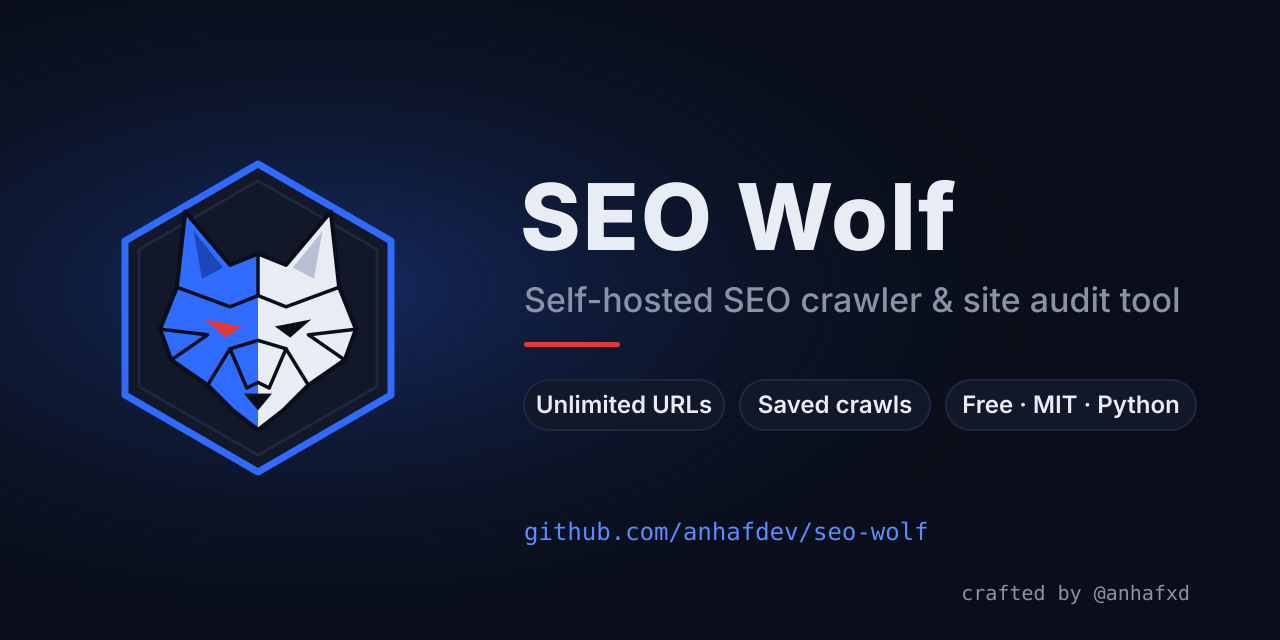 SEO Wolf
Self-hosted SEO crawler & site audit tool
Unlimited URLs Saved crawls Free · MIT · Python
github.com/anhafdev/seo-wolf
crafted by @anhafxd